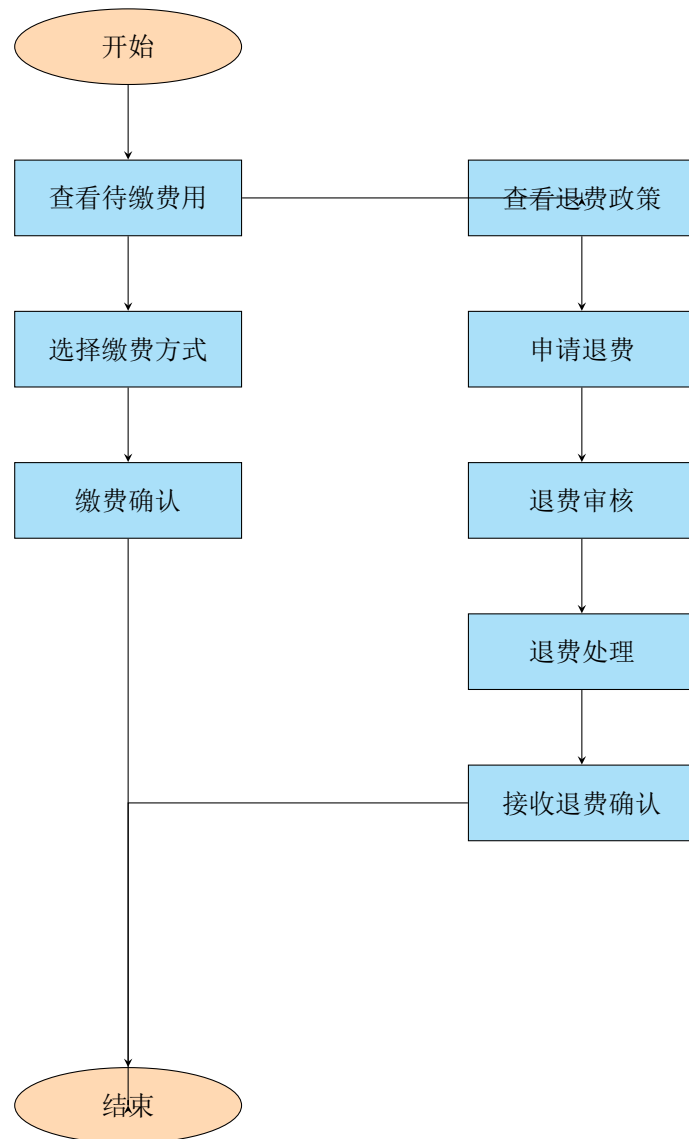 开始
查看待缴费用
查看退费政策
选择缴费方式
申请退费
缴费确认
退费审核
退费处理
接收退费确认
结束